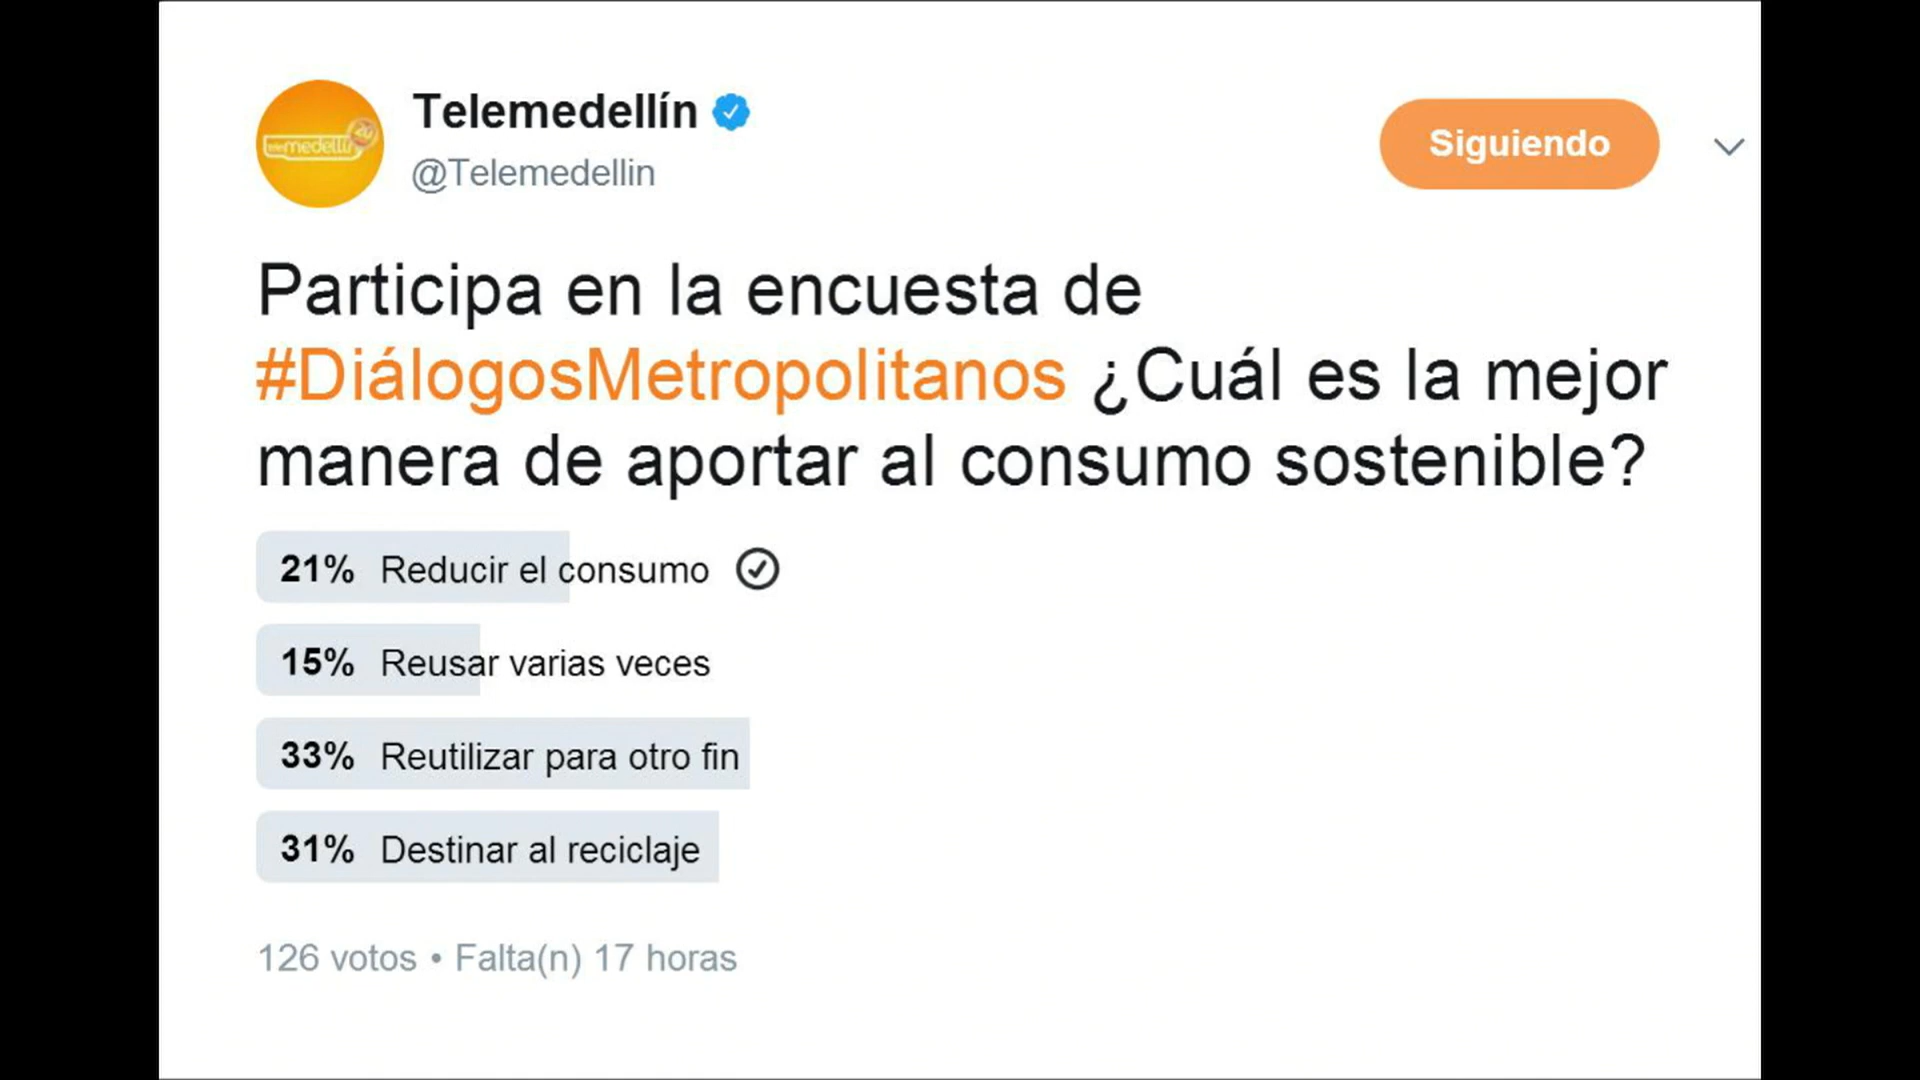 Telemedellín
@Telemedellin
telemedellín 20
Siguiendo
Participa en la encuesta de
#DiálogosMetropolitanos ¿Cuál es la mejor
manera de aportar al consumo sostenible?
21% Reducir el consumo
15% Reusar varias veces
33% Reutilizar para otro fin
31% Destinar al reciclaje
126 votos • Falta(n) 17 horas